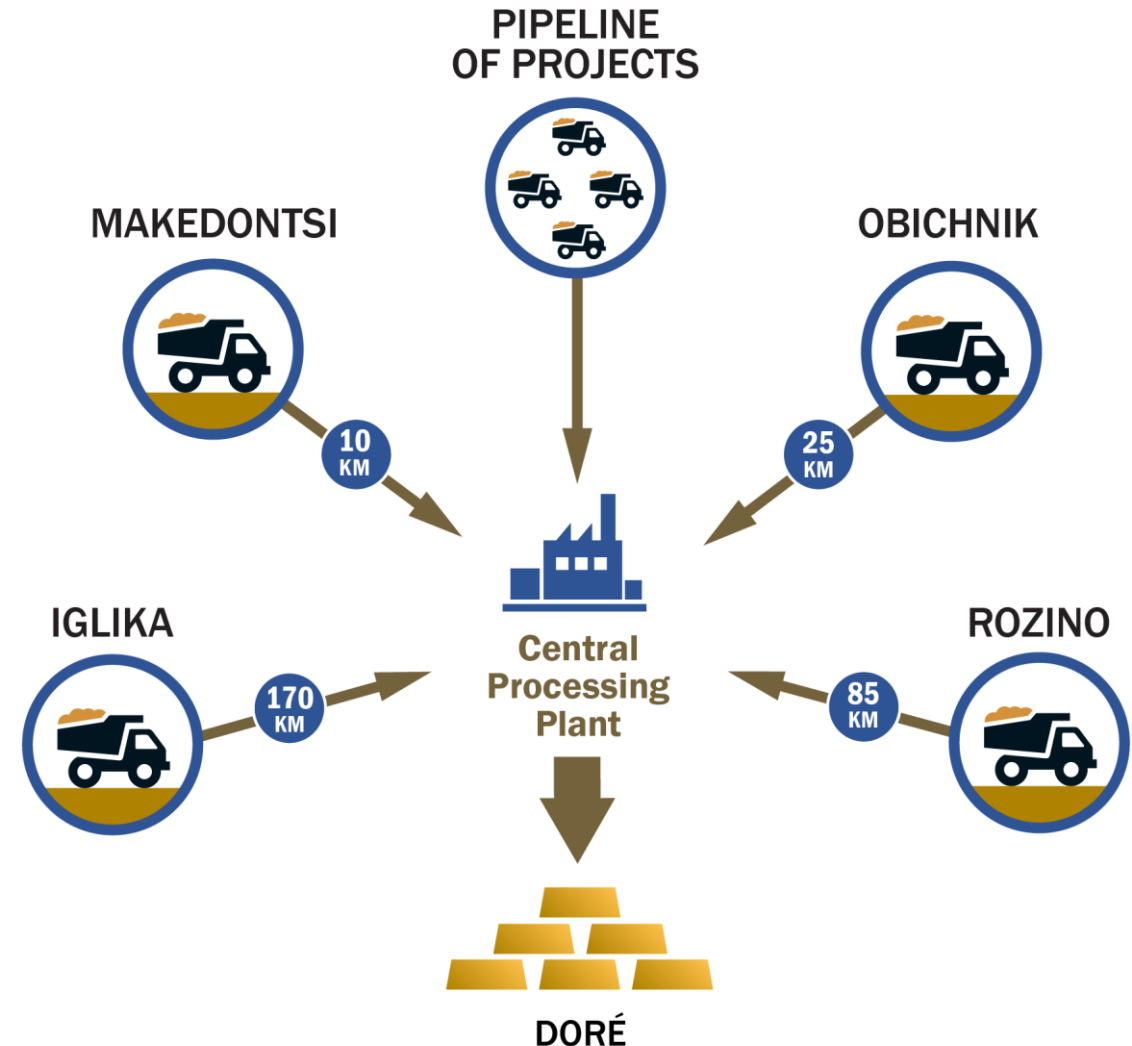 PIPELINE
OF PROJECTS
MAKEDONTSI
OBICHNIK
10
KM
25
KM
IGLIKA
ROZINO
Central
Processing
Plant
170
KM
85
KM
DORÉ